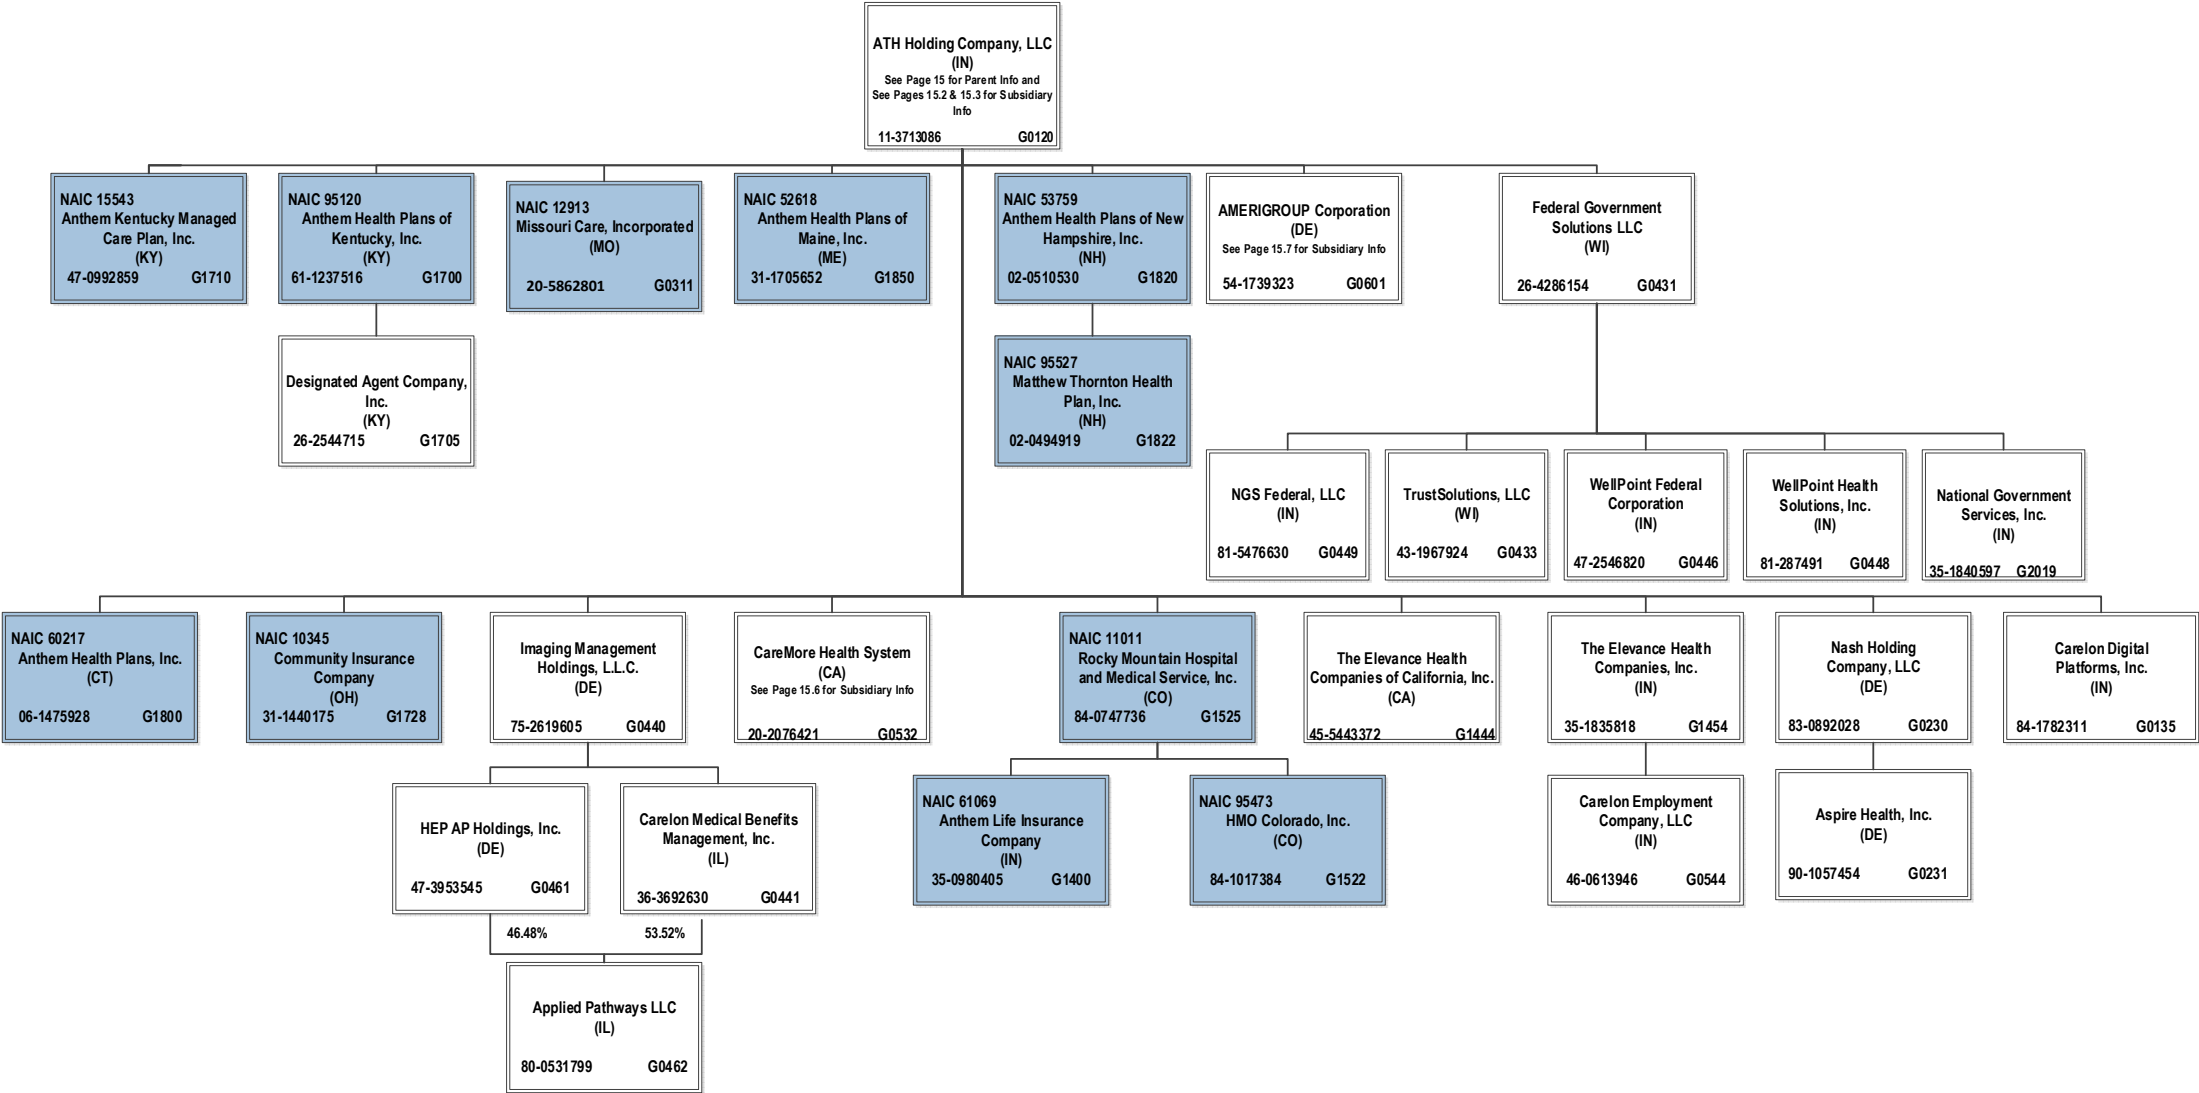 ATH Holding Company, LLC
(IN)
See Page 15 for Parent Info and
See Pages 15.2 & 15.3 for Subsidiary
Info
11-3713086 G0120
NAIC 15543
Anthem Kentucky Managed
Care Plan, Inc.
(KY)
47-0992859 G1710
NAIC 95120
Anthem Health Plans of
Kentucky, Inc.
(KY)
61-1237516 G1700
NAIC 12913
Missouri Care, Incorporated
(MO)
20-5862801 G0311
NAIC 52618
Anthem Health Plans of
Maine, Inc.
(ME)
31-1705652 G1850
NAIC 53759
Anthem Health Plans of New
Hampshire, Inc.
(NH)
02-0510530 G1820
AMERIGROUP Corporation
(DE)
See Page 15.7 for Subsidiary Info
54-1739323 G0601
Federal Government
Solutions LLC
(WI)
26-4286154 G0431
Designated Agent Company,
Inc.
(KY)
26-2544715 G1705
NAIC 95527
Matthew Thornton Health
Plan, Inc.
(NH)
02-0494919 G1822
NGS Federal, LLC
(IN)
81-5476630 G0449
TrustSolutions, LLC
(WI)
43-1967924 G0433
WellPoint Federal
Corporation
(IN)
47-2546820 G0446
WellPoint Health
Solutions, Inc.
(IN)
81-287491 G0448
National Government
Services, Inc.
(IN)
35-1840597 G2019
NAIC 60217
Anthem Health Plans, Inc.
(CT)
06-1475928 G1800
NAIC 10345
Community Insurance
Company
(OH)
31-1440175 G1728
Imaging Management
Holdings, L.L.C.
(DE)
75-2619605 G0440
CareMore Health System
(CA)
See Page 15.6 for Subsidiary Info
20-2076421 G0532
NAIC 11011
Rocky Mountain Hospital
and Medical Service, Inc.
(CO)
84-0747736 G1525
The Elevance Health
Companies of California, Inc.
(CA)
45-5443372 G1444
The Elevance Health
Companies, Inc.
(IN)
35-1835818 G1454
Nash Holding
Company, LLC
(DE)
83-0892028 G0230
Carelon Digital
Platforms, Inc.
(IN)
84-1782311 G0135
HEP AP Holdings, Inc.
(DE)
47-3953545 G0461
Carelon Medical Benefits
Management, Inc.
(IL)
36-3692630 G0441
NAIC 61069
Anthem Life Insurance
Company
(IN)
35-0980405 G1400
NAIC 95473
HMO Colorado, Inc.
(CO)
84-1017384 G1522
Carelon Employment
Company, LLC
(IN)
46-0613946 G0544
Aspire Health, Inc.
(DE)
90-1057454 G0231
46.48% 53.52%
Applied Pathways LLC
(IL)
80-0531799 G0462